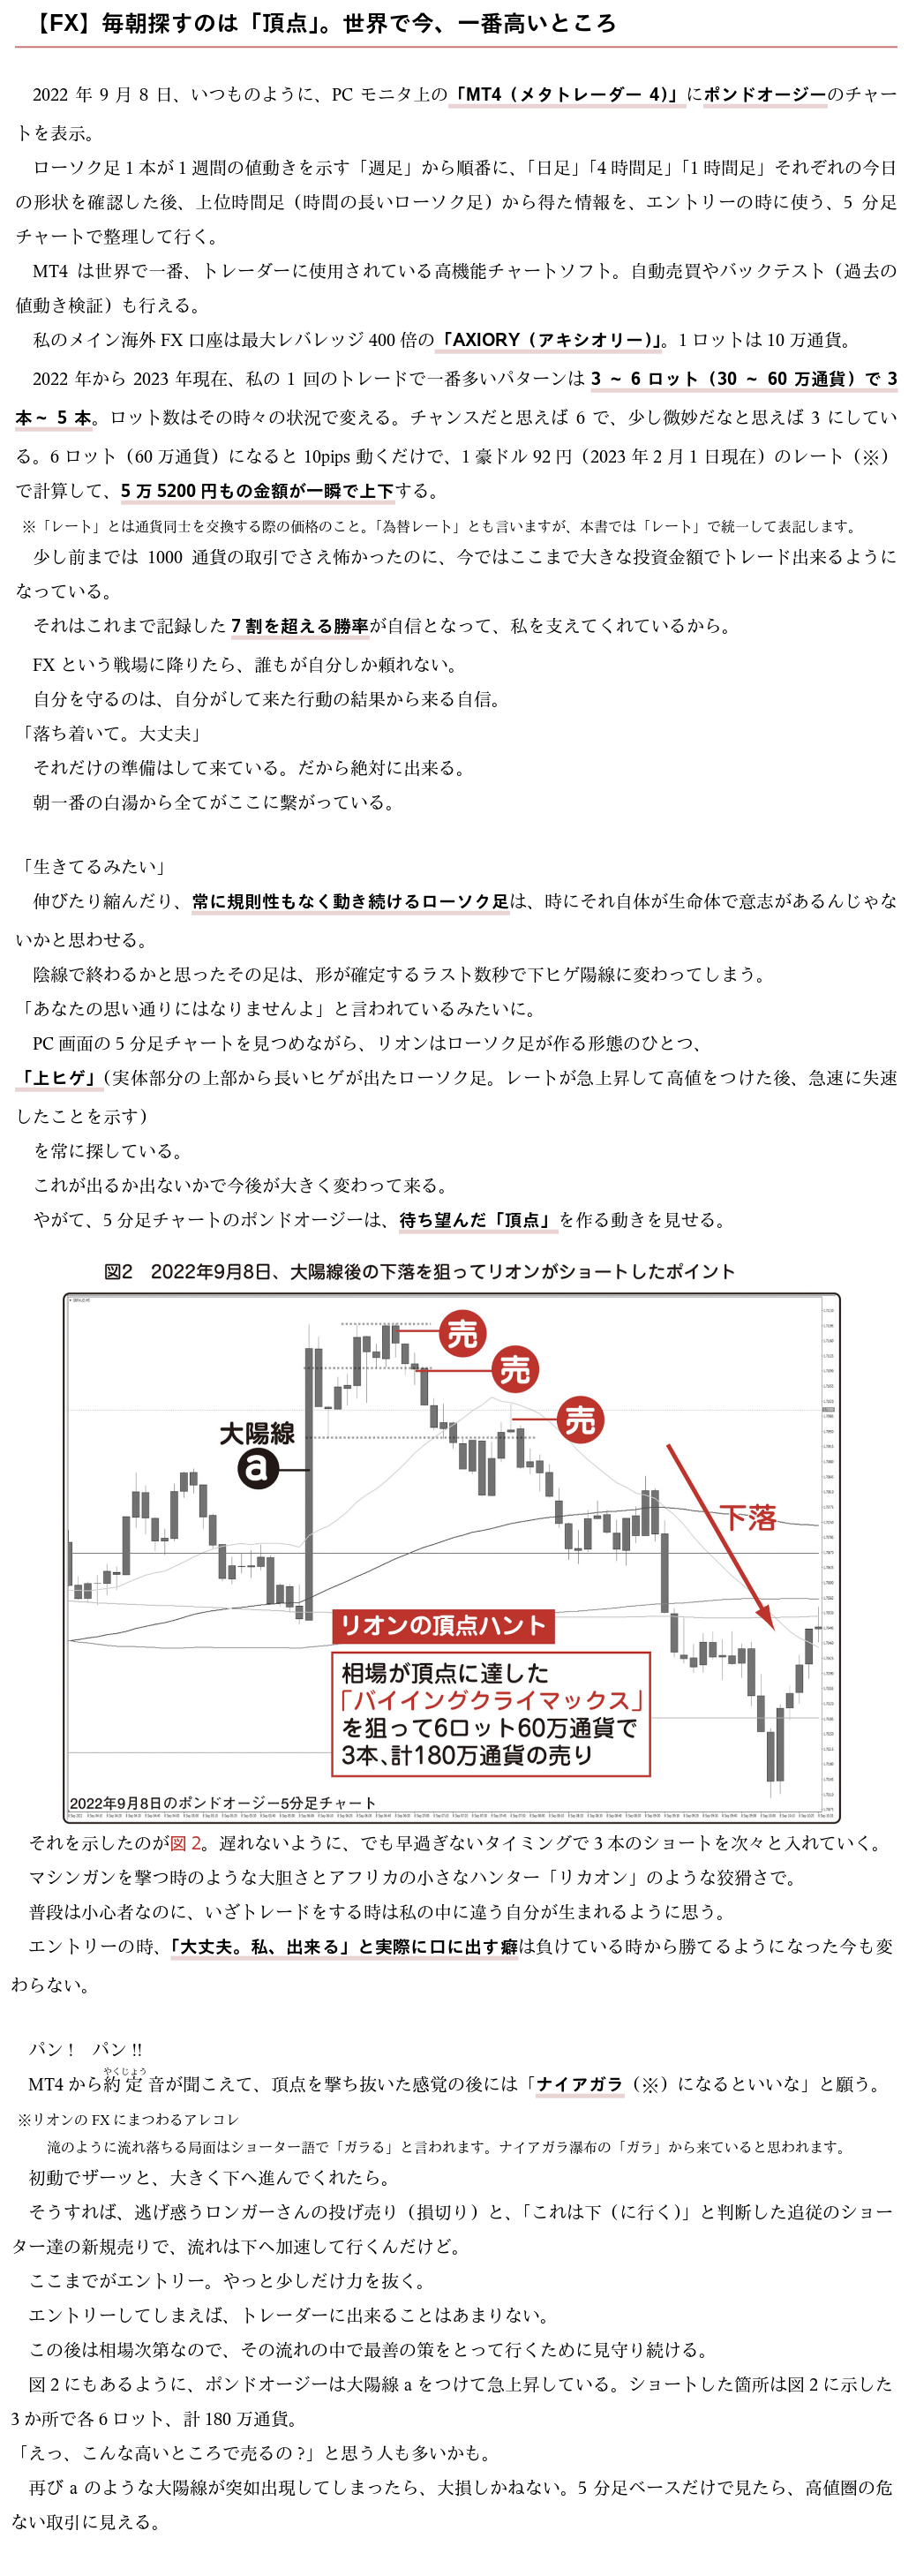 【FX】毎朝探すのは「頂点」。世界で今、一番高いところ
2022 年 9 月 8 日、いつものように、PC モニタ上の「MT4（メタトレーダー 4）」にポンドオージーのチャー
トを表示。
ローソク足 1 本が 1 週間の値動きを示す「週足」から順番に、「日足」「4 時間足」「1 時間足」それぞれの今日
の形状を確認した後、上位時間足（時間の長いローソク足）から得た情報を、エントリーの時に使う、5 分足
チャートで整理して行く。
MT4 は世界で一番、トレーダーに使用されている高機能チャートソフト。自動売買やバックテスト（過去の
値動き検証）も行える。
私のメイン海外 FX 口座は最大レバレッジ 400 倍の「AXIORY（アキシオリー）」。1 ロットは 10 万通貨。
2022 年から 2023 年現在、私の 1 回のトレードで一番多いパターンは 3 ～ 6 ロット（30 ～ 60 万通貨）で 3
本～ 5 本。ロット数はその時々の状況で変える。チャンスだと思えば 6 で、少し微妙だなと思えば 3 にしてい
る。6 ロット（60 万通貨）になると 10pips 動くだけで、1 豪ドル 92 円（2023 年 2 月 1 日現在）のレート（※）
で計算して、5 万 5200 円もの金額が一瞬で上下する。
※「レート」とは通貨同士を交換する際の価格のこと。「為替レート」とも言いますが、本書では「レート」で統一して表記します。
少し前までは 1000 通貨の取引でさえ怖かったのに、今ではここまで大きな投資金額でトレード出来るように
なっている。
それはこれまで記録した 7 割を超える勝率が自信となって、私を支えてくれているから。
FX という戦場に降りたら、誰もが自分しか頼れない。
自分を守るのは、自分がして来た行動の結果から来る自信。
「落ち着いて。大丈夫」
それだけの準備はして来ている。だから絶対に出来る。
朝一番の白湯から全てがここに繋がっている。
「生きてるみたい」
伸びたり縮んだり、常に規則性もなく動き続けるローソク足は、時にそれ自体が生命体で意志があるんじゃな
いかと思わせる。
陰線で終わるかと思ったその足は、形が確定するラスト数秒で下ヒゲ陽線に変わってしまう。
「あなたの思い通りにはなりませんよ」と言われているみたいに。
PC 画面の 5 分足チャートを見つめながら、リオンはローソク足が作る形態のひとつ、
「上ヒゲ」（実体部分の上部から長いヒゲが出たローソク足。レートが急上昇して高値をつけた後、急速に失速
したことを示す）
を常に探している。
これが出るか出ないかで今後が大きく変わって来る。
やがて、5 分足チャートのポンドオージーは、待ち望んだ「頂点」を作る動きを見せる。
図2　2022年9月8日、大陽線後の下落を狙ってリオンがショートしたポイント
売
売
売
大陽線
a
下落
リオンの頂点ハント
相場が頂点に達した
「バイイングクライマックス」
を狙って6ロット60万通貨で
3本、計180万通貨の売り
2022年9月8日のポンドオージー5分足チャート
それを示したのが図 2。遅れないように、でも早過ぎないタイミングで 3 本のショートを次々と入れていく。
マシンガンを撃つ時のような大胆さとアフリカの小さなハンター「リカオン」のような狡猾さで。
普段は小心者なのに、いざトレードをする時は私の中に違う自分が生まれるように思う。
エントリーの時、「大丈夫。私、出来る」と実際に口に出す癖は負けている時から勝てるようになった今も変
わらない。
パン！　パン !!
MT4 から約定音が聞こえて、頂点を撃ち抜いた感覚の後には「ナイアガラ（※）になるといいな」と願う。
やくじょう
※リオンの FX にまつわるアレコレ
滝のように流れ落ちる局面はショーター語で「ガラる」と言われます。ナイアガラ瀑布の「ガラ」から来ていると思われます。
初動でザーッと、大きく下へ進んでくれたら。
そうすれば、逃げ惑うロンガーさんの投げ売り（損切り）と、「これは下（に行く）」と判断した追従のショー
ター達の新規売りで、流れは下へ加速して行くんだけど。
ここまでがエントリー。やっと少しだけ力を抜く。
エントリーしてしまえば、トレーダーに出来ることはあまりない。
この後は相場次第なので、その流れの中で最善の策をとって行くために見守り続ける。
図 2 にもあるように、ポンドオージーは大陽線 a をつけて急上昇している。ショートした箇所は図 2 に示した
3 か所で各 6 ロット、計 180 万通貨。
「えっ、こんな高いところで売るの ?」と思う人も多いかも。
再び a のような大陽線が突如出現してしまったら、大損しかねない。5 分足ベースだけで見たら、高値圏の危
ない取引に見える。